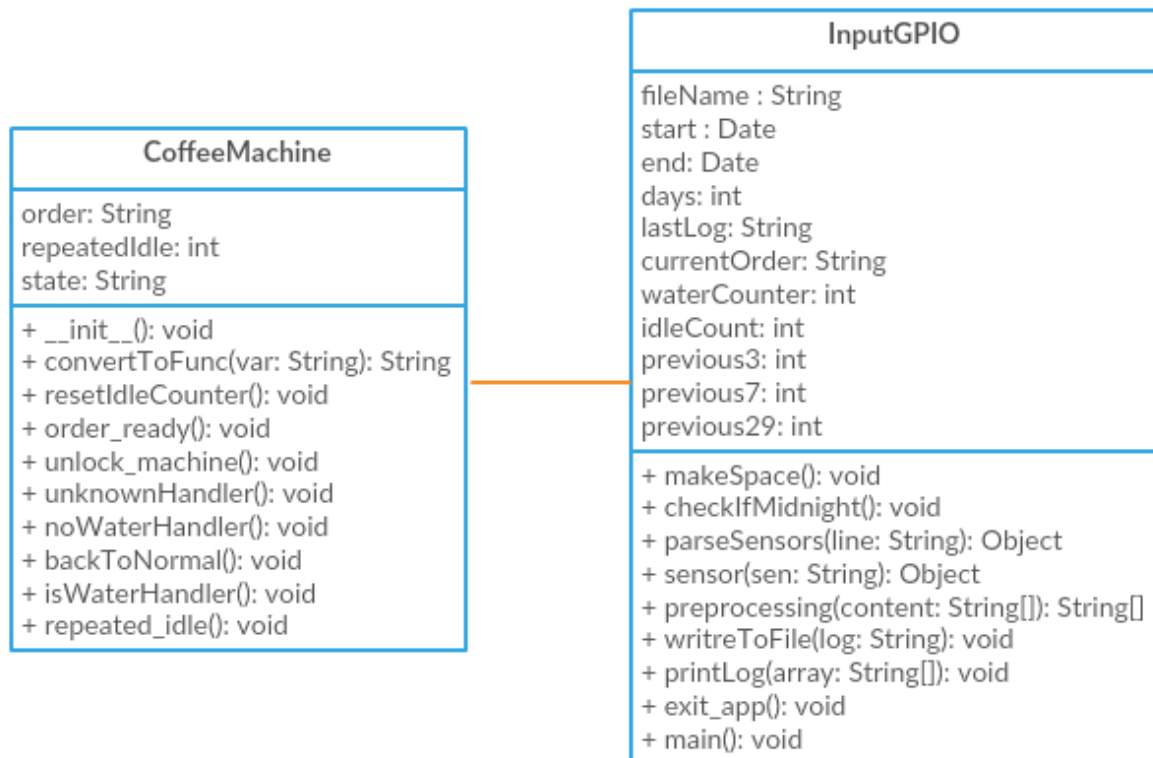 CoffeeMachine
order: String
repeatedIdle: int
state: String
+ __init__(): void
+ convertToFunc(var: String): String
+ resetIdleCounter(): void
+ order_ready(): void
+ unlock_machine(): void
+ unknownHandler(): void
+ noWaterHandler(): void
+ backToNormal(): void
+ isWaterHandler(): void
+ repeated_idle(): void
InputGPIO
fileName : String
start : Date
end: Date
days: int
lastLog: String
currentOrder: String
waterCounter: int
idleCount: int
previous3: int
previous7: int
previous29: int
+ makeSpace(): void
+ checkIfMidnight(): void
+ parseSensors(line: String): Object
+ sensor(sen: String): Object
+ preprocessing(content: String[]): String[]
+ writreToFile(log: String): void
+ printLog(array: String[]): void
+ exit_app(): void
+ main(): void